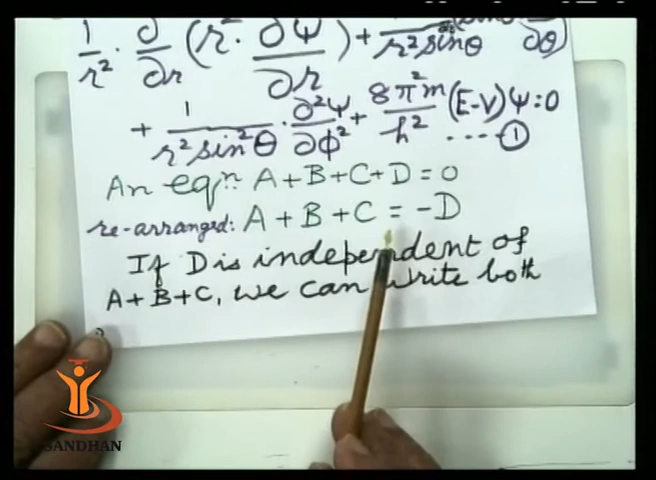 1/r² · ∂/∂r (r² · ∂Ψ/∂r) + 1/r² sinθ ∂θ)
+ 1/r² sin²θ · ∂²Ψ/∂φ² + 8π²m/h² (E-V)Ψ=0
----①
An eqn: A+B+C+D=0
re-arranged: A+B+C = -D
If D is independent of
A+B+C, we can write both
SANDHAN